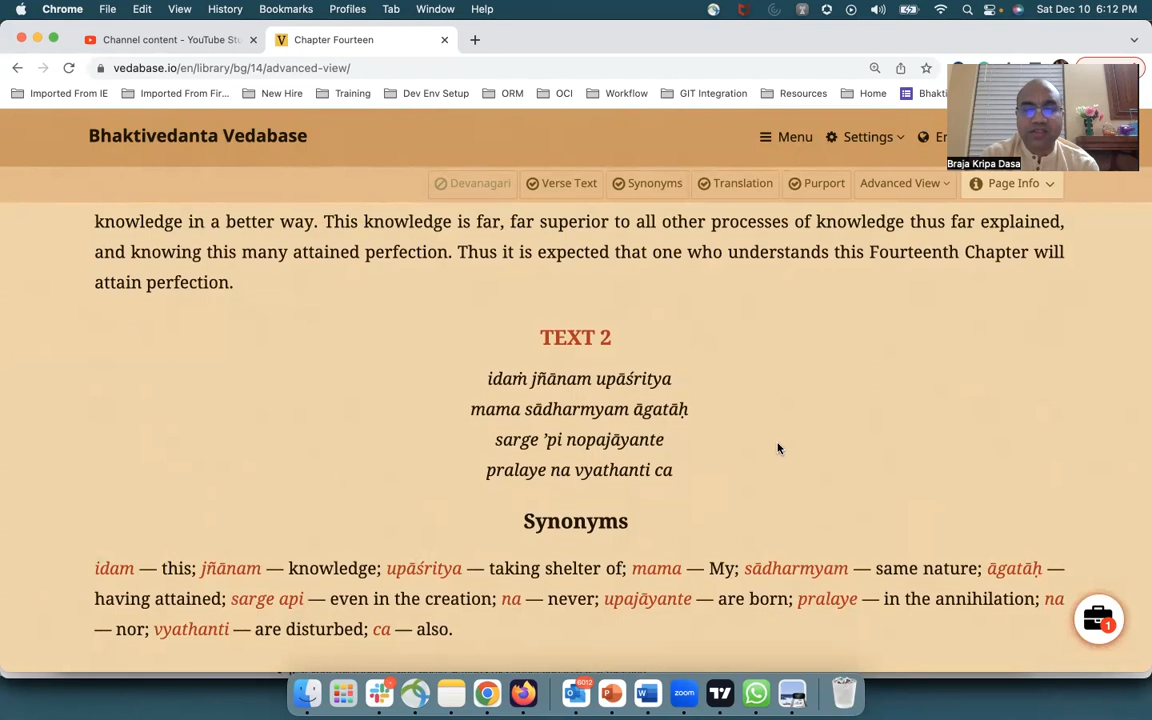 Chrome File Edit View History Bookmarks Profiles Tab Window Help Sat Dec 10 6:12 PM
Channel content - YouTube Stu Chapter Fourteen
vedabase.io/en/library/bg/14/advanced-view/
Imported From IE Imported From Fir... New Hire Training Dev Env Setup ORM OCI Workflow GIT Integration Resources Home Bhakti
Bhaktivedanta Vedabase Menu Settings En
Braja Kripa Dasa
Devanagari Verse Text Synonyms Translation Purport Advanced View Page Info
knowledge in a better way. This knowledge is far, far superior to all other processes of knowledge thus far explained,
and knowing this many attained perfection. Thus it is expected that one who understands this Fourteenth Chapter will
attain perfection.
TEXT 2
idaṁ jñānam upāśritya
mama sādharmyam āgatāḥ
sarge ’pi nopajāyante
pralaye na vyathanti ca
Synonyms
idam — this; jñānam — knowledge; upāśritya — taking shelter of; mama — My; sādharmyam — same nature; āgatāḥ —
having attained; sarge api — even in the creation; na — never; upajāyante — are born; pralaye — in the annihilation; na
— nor; vyathanti — are disturbed; ca — also.
1
6012
zoom